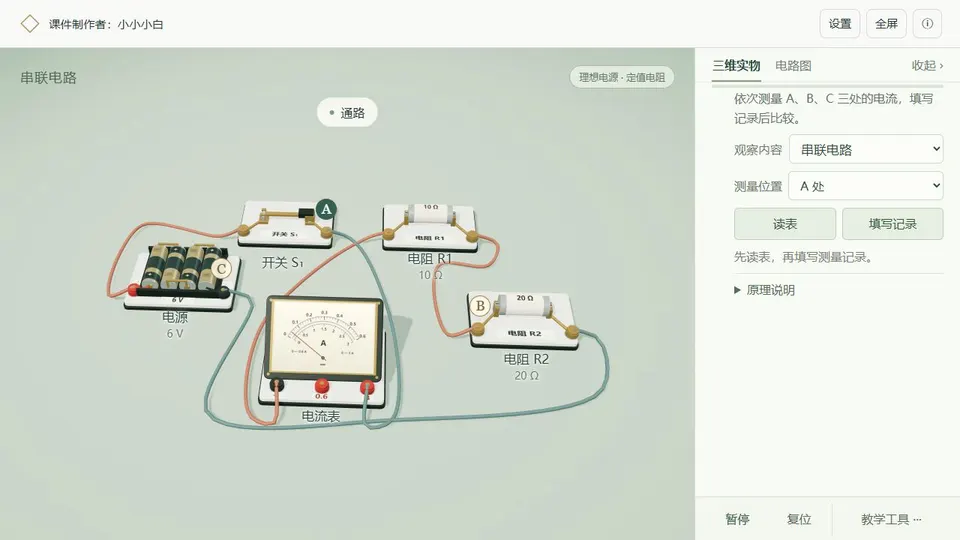 课件制作者：小小小白
设置
全屏
串联电路
理想电源 · 定值电阻
通路
三维实物
电路图
收起 ›
依次测量 A、B、C 三处的电流，填写
记录后比较。
观察内容
串联电路
测量位置
A 处
读表
填写记录
先读表，再填写测量记录。
原理说明
A
开关 S₁
开关 S₁
10 Ω
电阻 R1
电阻 R1
10 Ω
C
6 V
电源
6 V
B
20 Ω
电阻 R2
电阻 R2
20 Ω
A
0.6
电流表
暂停
复位
教学工具 ···